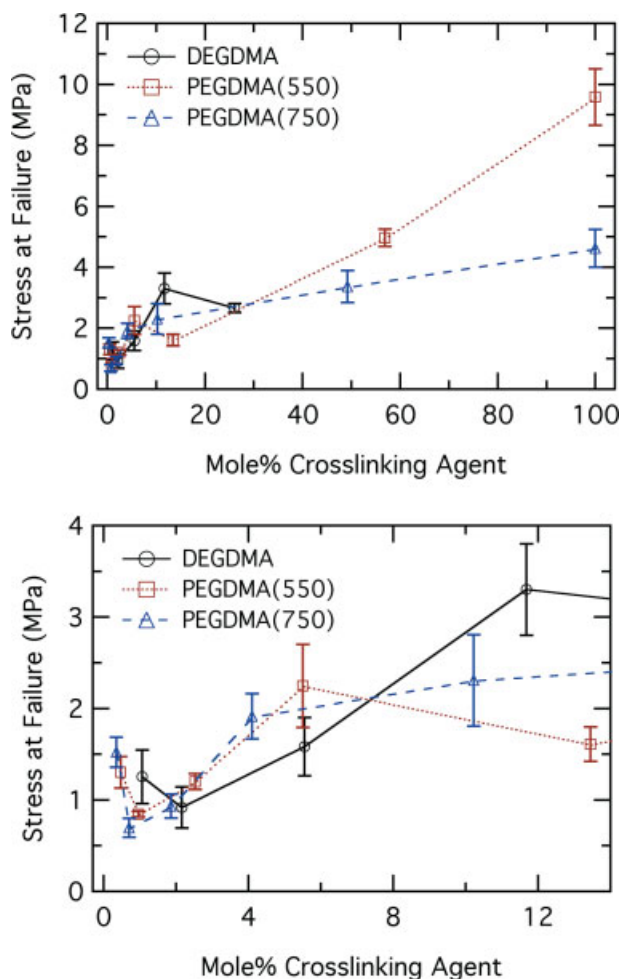 12
10
8
6
4
2
0
Stress at Failure (MPa)
DEGDMA
PEGDMA(550)
PEGDMA(750)
0 20 40 60 80 100
Mole% Crosslinking Agent
4
3
2
1
0
Stress at Failure (MPa)
DEGDMA
PEGDMA(550)
PEGDMA(750)
0 4 8 12
Mole% Crosslinking Agent